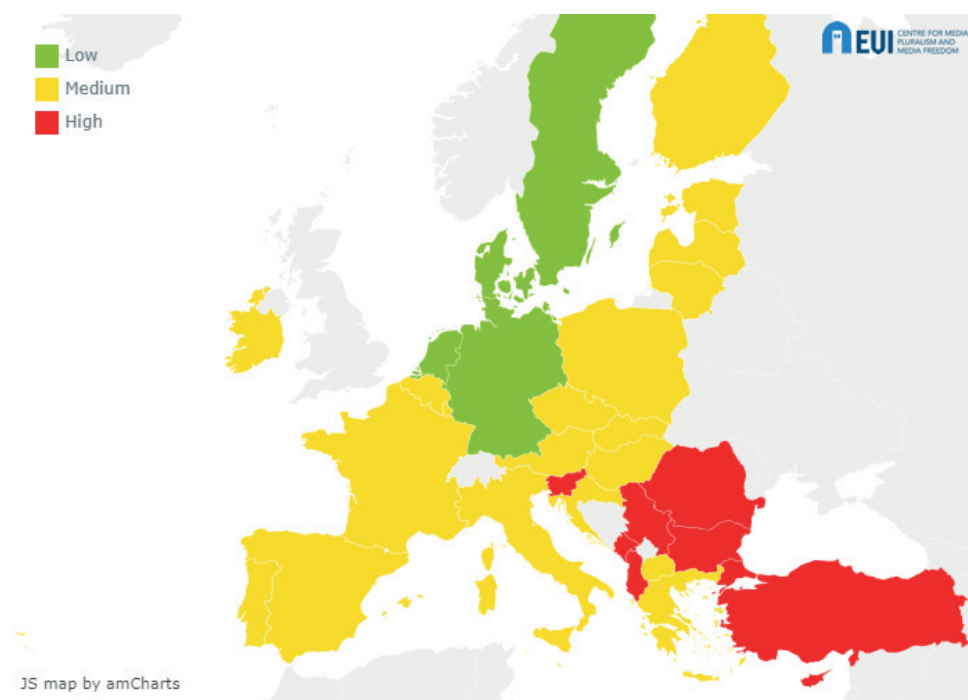 Low
Medium
High
EUI
CENTRE FOR MEDIA
PLURALISM AND
MEDIA FREEDOM
JS map by amCharts